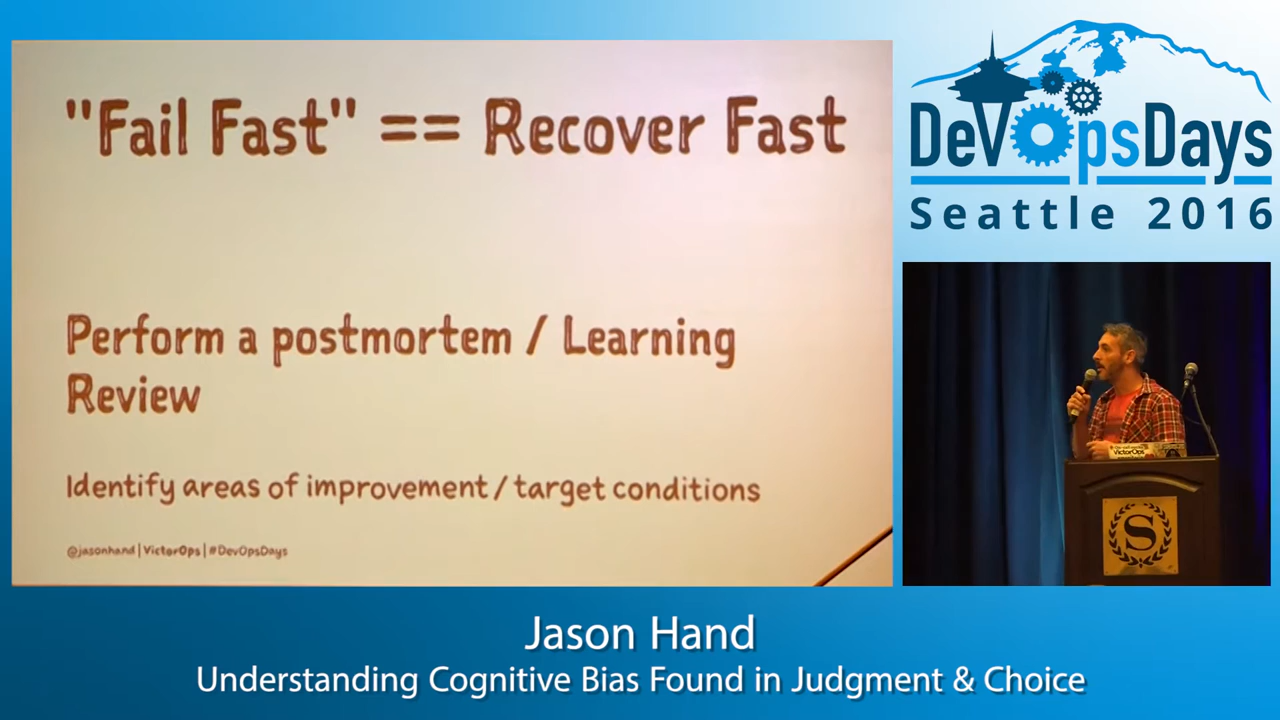 "Fail Fast" == Recover Fast
Perform a postmortem / Learning
Review
Identify areas of improvement / target conditions
@jasonhand | VictorOps | #DevOpsDays
DevOpsDays
Seattle 2016
VictorOps
S
Jason Hand
Understanding Cognitive Bias Found in Judgment & Choice